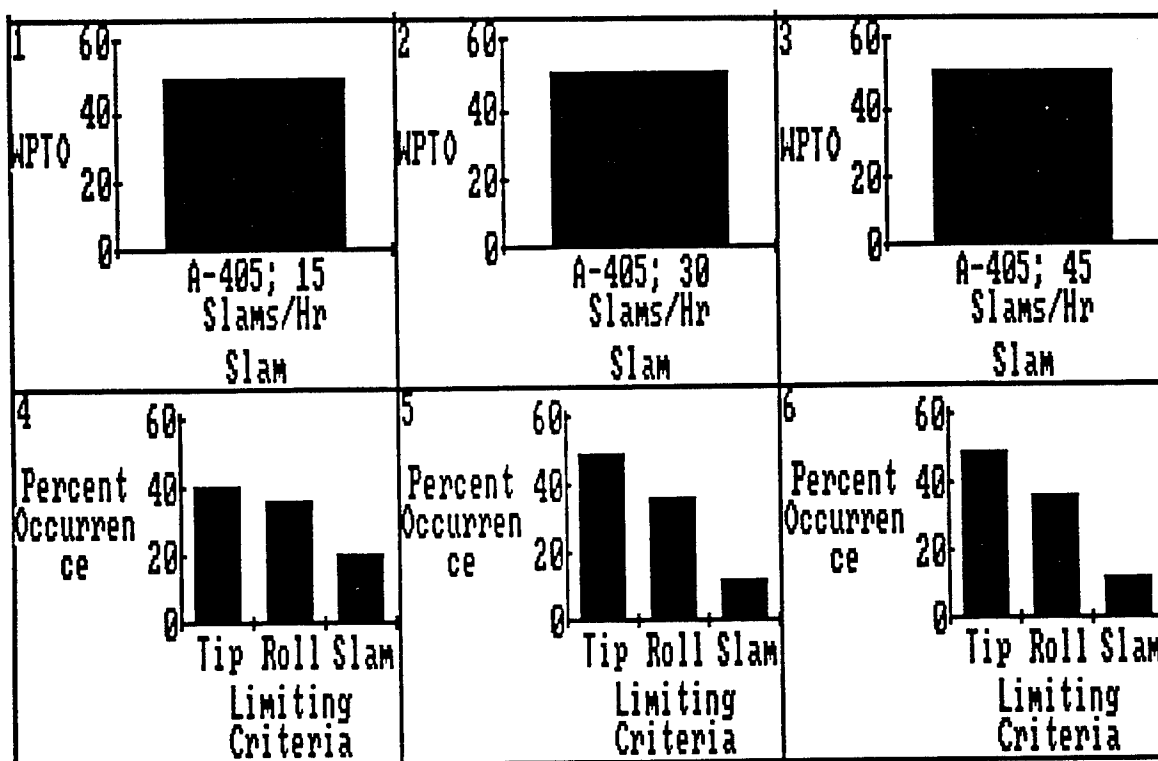 1
60
40
WPTO
20
0
A-405; 15
Slams/Hr
Slam
2
60
40
WPTO
20
0
A-405; 30
Slams/Hr
Slam
3
60
40
WPTO
20
0
A-405; 45
Slams/Hr
Slam
4
60
Percent 40
Occurren
ce 20
0
Tip Roll Slam
Limiting
Criteria
5
60
Percent 40
Occurren
ce 20
0
Tip Roll Slam
Limiting
Criteria
6
60
Percent 40
Occurren
ce 20
0
Tip Roll Slam
Limiting
Criteria